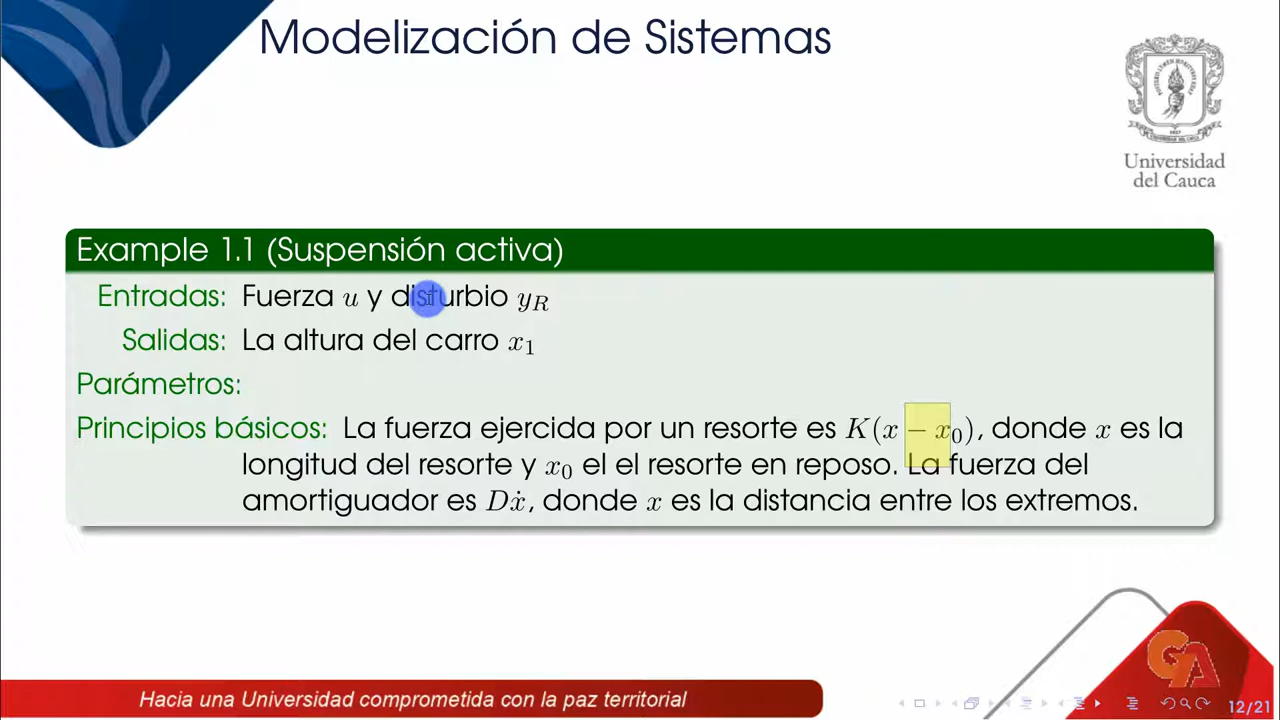 Modelización de Sistemas
Universidad
del Cauca
Example 1.1 (Suspensión activa)
Entradas: Fuerza u y disturbio y_R
Salidas: La altura del carro x_1
Parámetros:
Principios básicos: La fuerza ejercida por un resorte es K(x − x_0), donde x es la
longitud del resorte y x_0 el el resorte en reposo. La fuerza del
amortiguador es Dẋ, donde x es la distancia entre los extremos.
GA
Hacia una Universidad comprometida con la paz territorial
12/21